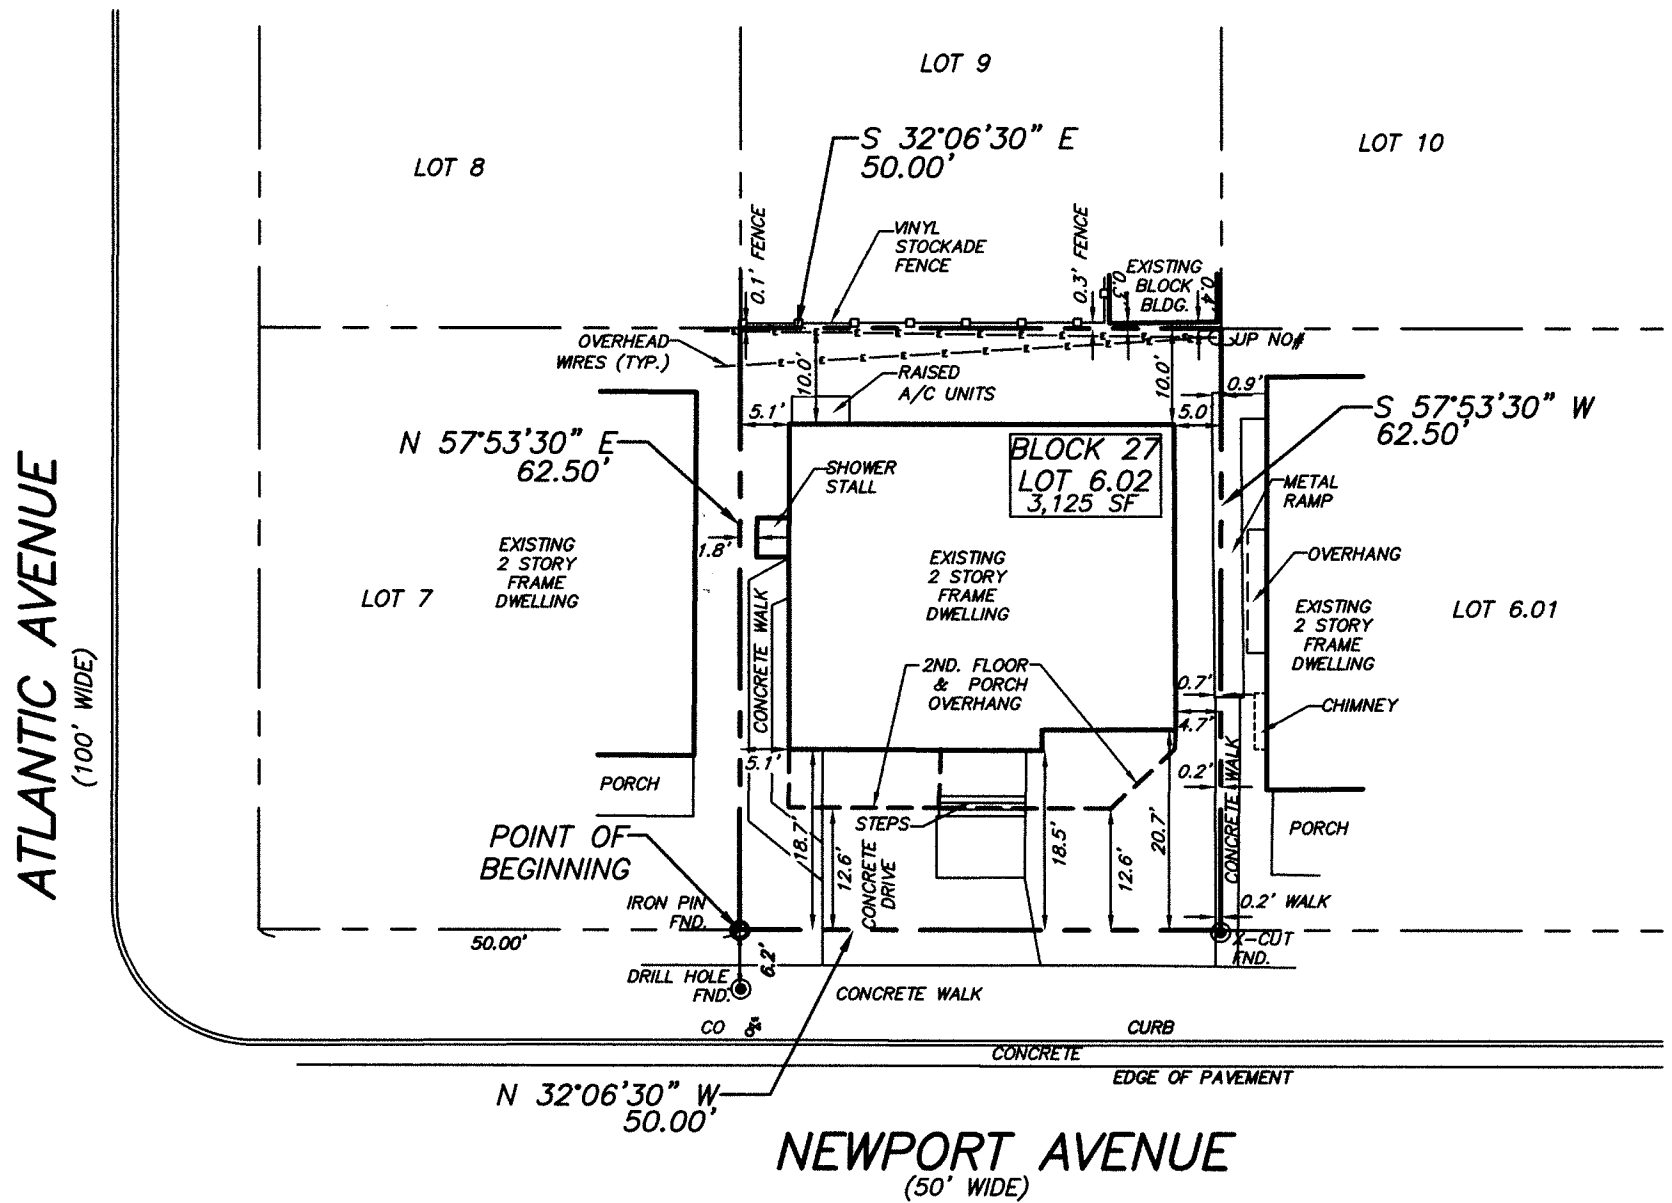 LOT 9
S 32°06'30" E
50.00'
LOT 8
LOT 10
0.1' FENCE
VINYL
STOCKADE
FENCE
0.3' FENCE
0.3'
EXISTING
BLOCK
BLDG.
0.4'
OVERHEAD
WIRES (TYP.)
UP NO#
10.0'
RAISED
A/C UNITS
10.0'
0.9'
5.1'
5.0
S 57°53'30" W
62.50'
N 57°53'30" E
62.50'
BLOCK 27
LOT 6.02
3,125 SF
SHOWER
STALL
METAL
RAMP
1.8'
EXISTING
2 STORY
FRAME
DWELLING
EXISTING
2 STORY
FRAME
DWELLING
OVERHANG
LOT 7
EXISTING
2 STORY
FRAME
DWELLING
LOT 6.01
CONCRETE WALK
2ND. FLOOR
& PORCH
OVERHANG
0.7'
CHIMNEY
4.7'
ATLANTIC AVENUE
(100' WIDE)
5.1'
0.2'
CONCRETE WALK
PORCH
STEPS
PORCH
POINT OF
BEGINNING
18.7'
12.6'
CONCRETE
DRIVE
18.5'
12.6'
20.7'
IRON PIN
FND.
0.2' WALK
50.00'
X-CUT
FND.
6.2'
DRILL HOLE
FND.
CONCRETE WALK
CO
CURB
CONCRETE
EDGE OF PAVEMENT
N 32°06'30" W
50.00'
NEWPORT AVENUE
(50' WIDE)